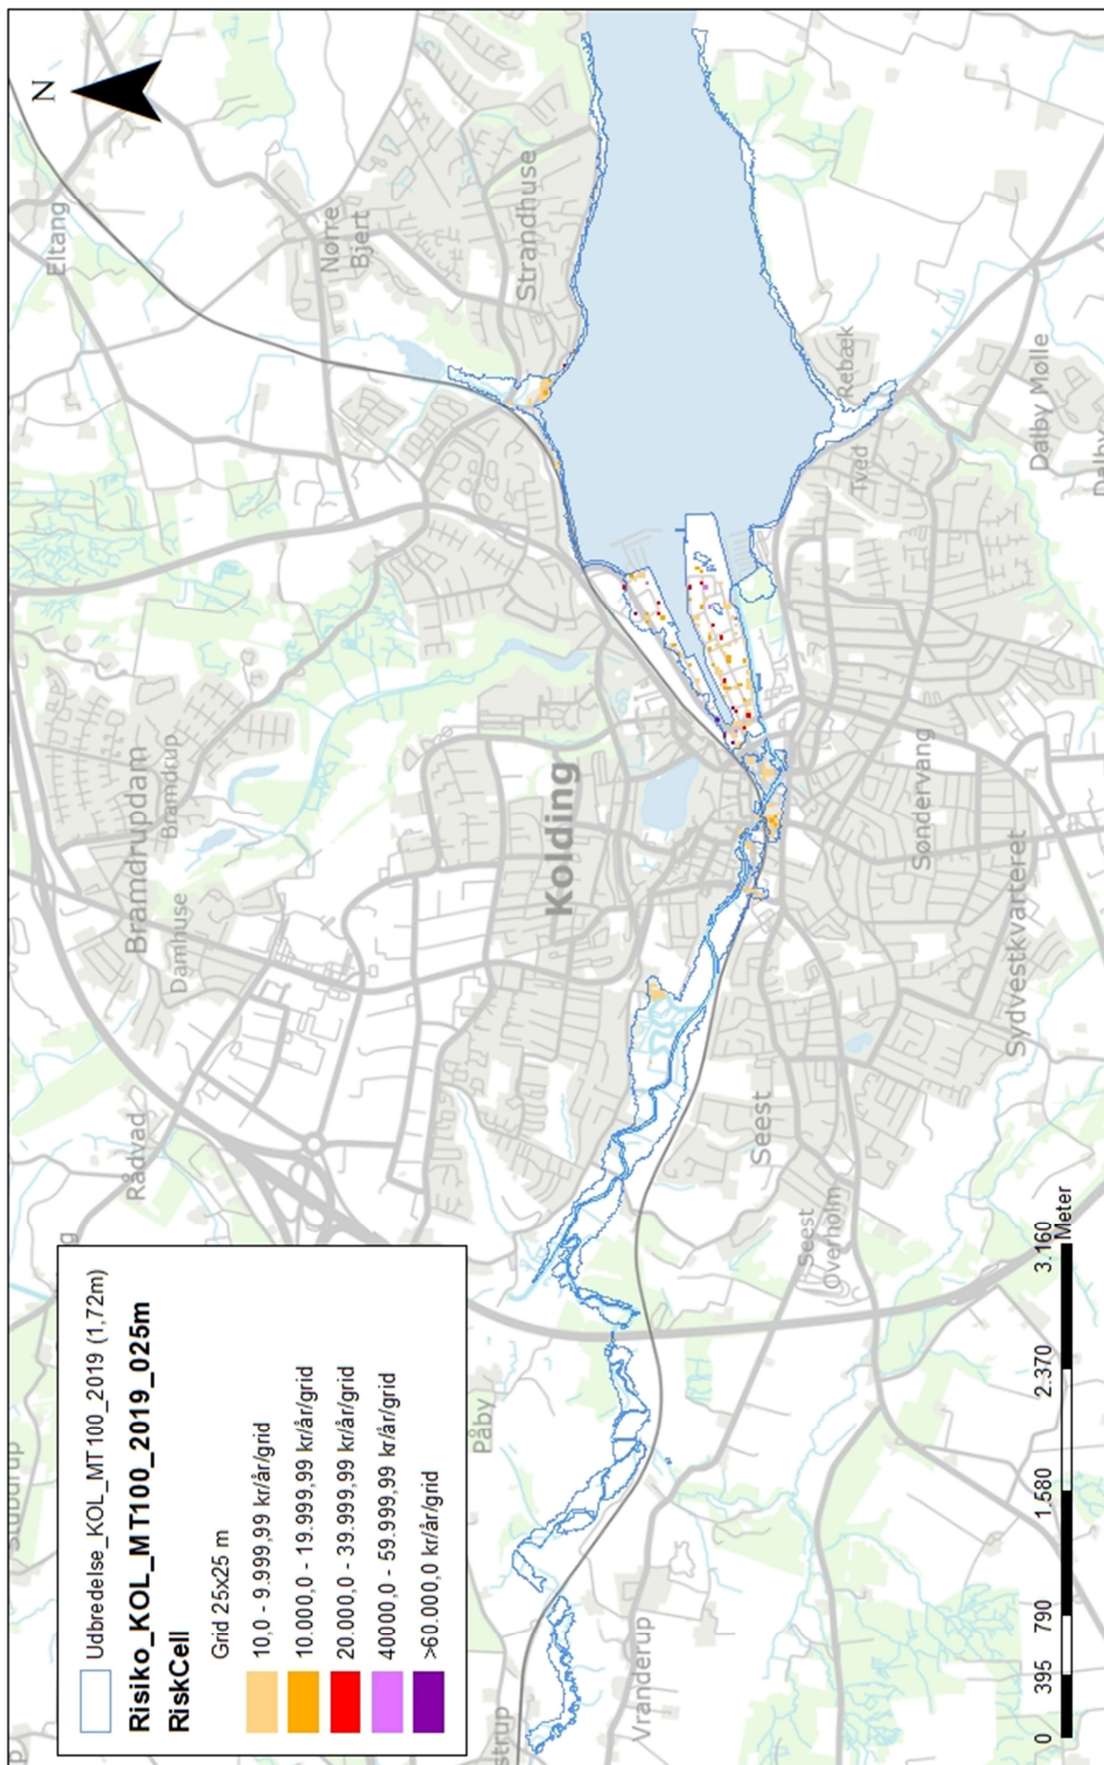 Udbredelse_KOL_MT100_2019 (1,72m)
Risiko_KOL_MT100_2019_025m
RiskCell
Grid 25x25 m
10,0 - 9.999,99 kr/år/grid
10.000,0 - 19.999,99 kr/år/grid
20.000,0 - 39.999,99 kr/år/grid
40000,0 - 59.999,99 kr/år/grid
>60.000,0 kr/år/grid
N
Eltang
Nørre
Bjert
Strandhuse
Bramdrupdam
Bramdrup
Damhuse
Rådvad
Kolding
Rebæk
Tved
Dalby Mølle
Dalby
Søndervang
Sydvestkvarteret
Seest
Seest
Overholm
Påby
Vranderup
strup
0 395 790 1.580 2.370 3.160
Meter